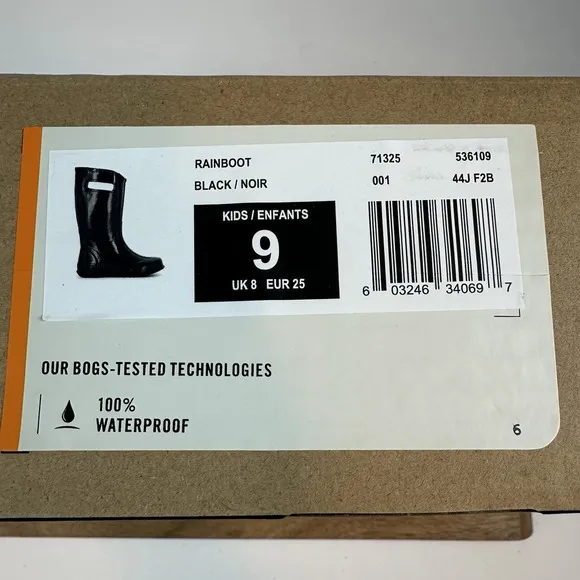 RAINBOOT 71325 536109
BLACK / NOIR 001 44J F2B
KIDS / ENFANTS
9
UK 8 EUR 25
6 03246 34069 7
OUR BOGS-TESTED TECHNOLOGIES
100%
WATERPROOF
6